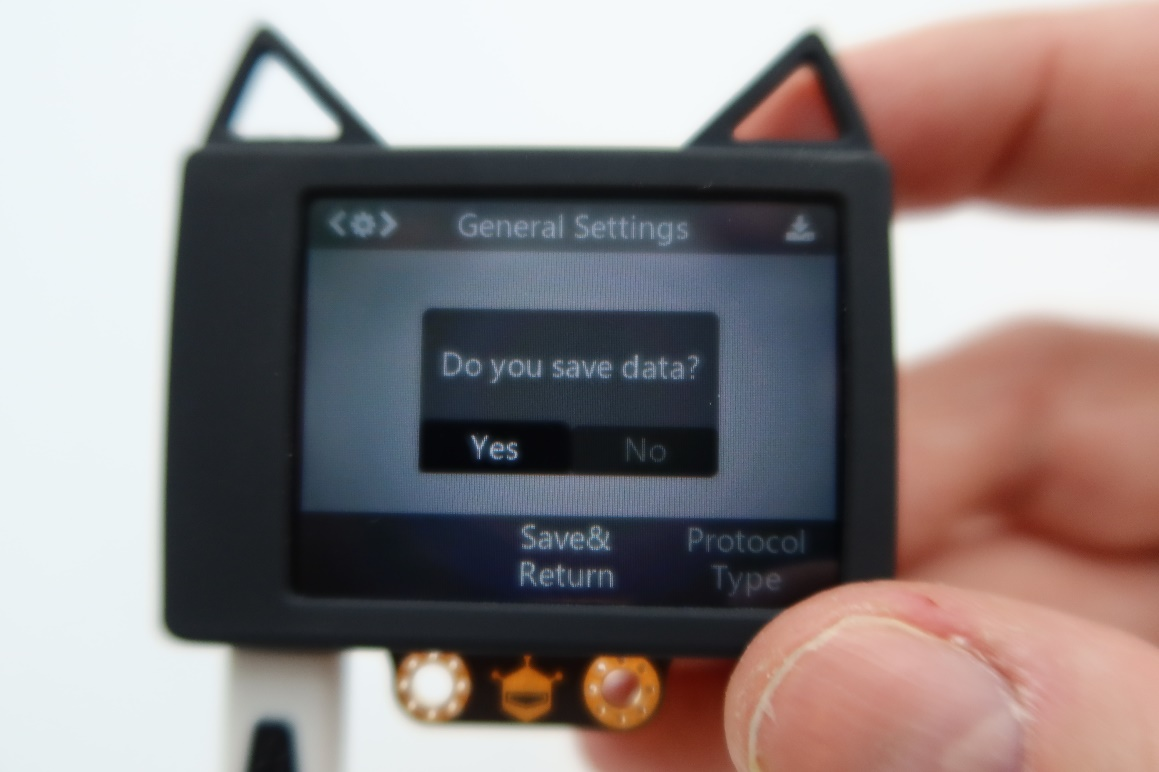 General Settings
Do you save data?
Yes No
Save& Protocol
Return Type